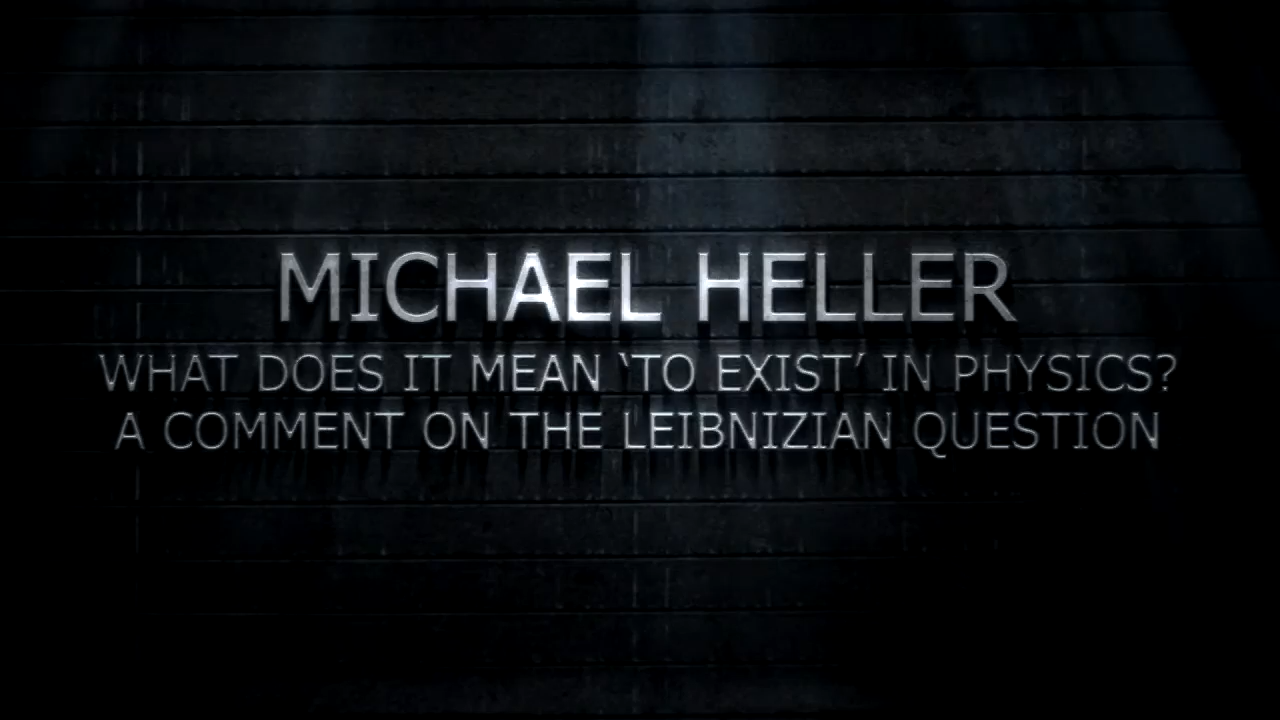 MICHAEL HELLER
WHAT DOES IT MEAN ‘TO EXIST’ IN PHYSICS?
A COMMENT ON THE LEIBNIZIAN QUESTION